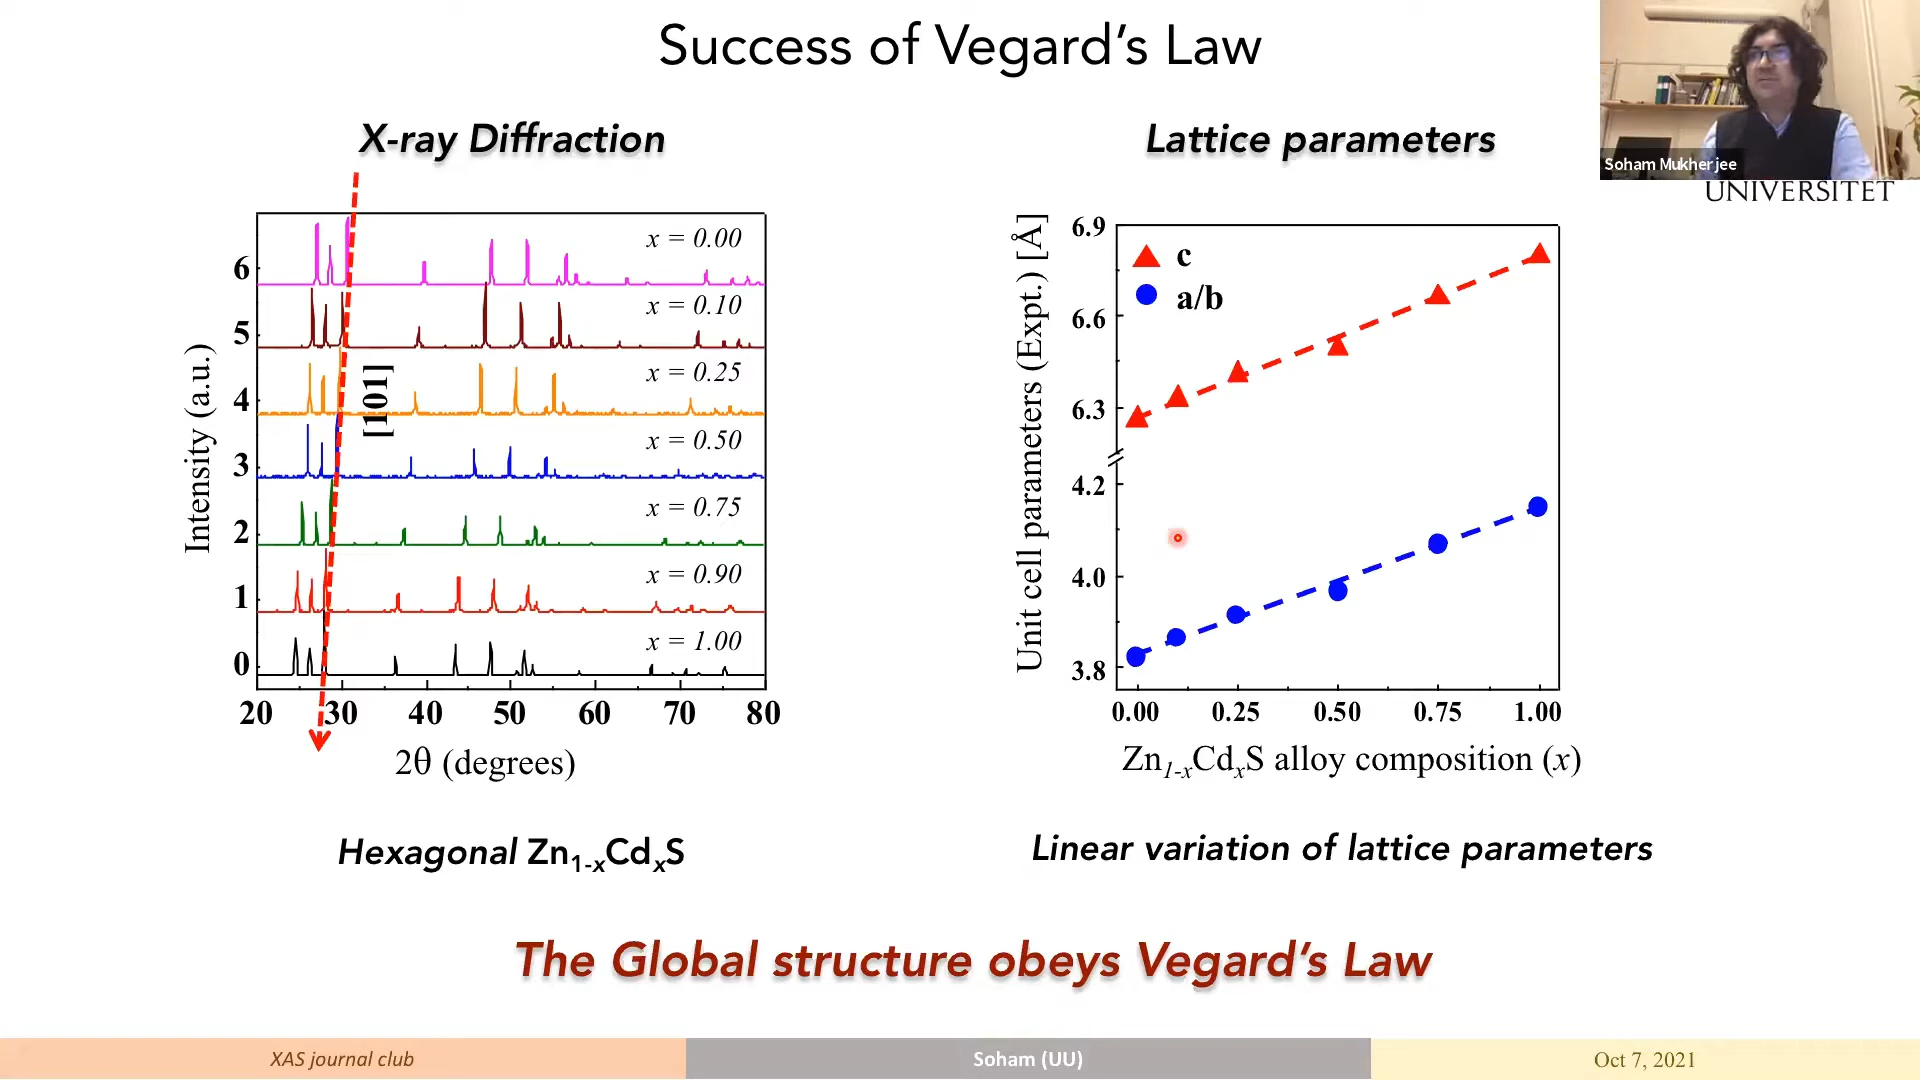 Success of Vegard’s Law
Soham Mukherjee
UNIVERSITET
X-ray Diffraction
Intensity (a.u.)
6
5
4
3
2
1
0
x = 0.00
x = 0.10
x = 0.25
x = 0.50
x = 0.75
x = 0.90
x = 1.00
[101]
20 30 40 50 60 70 80
2θ (degrees)
Hexagonal Zn1-xCdxS
Lattice parameters
Unit cell parameters (Expt.) [Å]
6.9
6.6
6.3
4.2
4.0
3.8
c
a/b
0.00 0.25 0.50 0.75 1.00
Zn1-xCdxS alloy composition (x)
Linear variation of lattice parameters
The Global structure obeys Vegard’s Law
XAS journal club
Soham (UU)
Oct 7, 2021